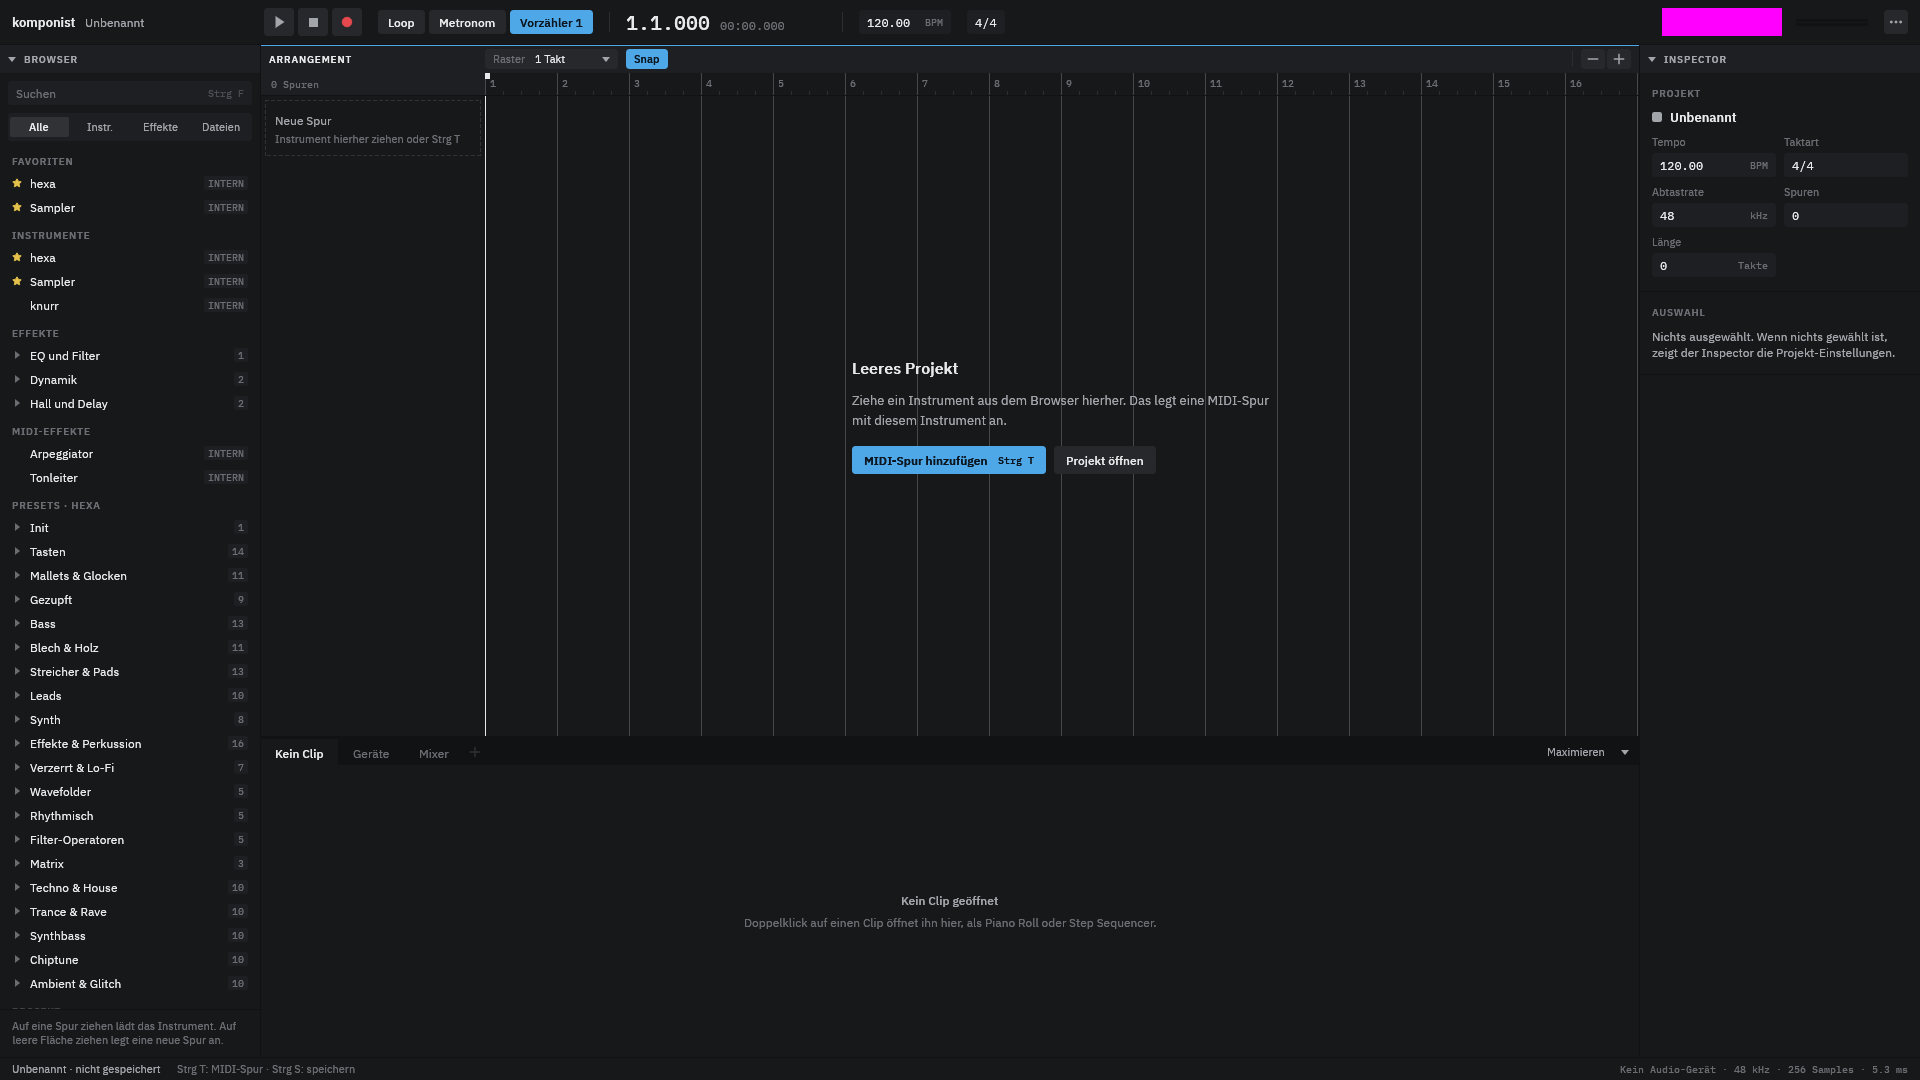 komponist Unbenannt Loop Metronom Vorzähler 1 1.1.000 00:00.000 120.00 BPM 4/4
BROWSER
Suchen Strg F
Alle Instr. Effekte Dateien
FAVORITEN
hexa INTERN
Sampler INTERN
INSTRUMENTE
hexa INTERN
Sampler INTERN
knurr INTERN
EFFEKTE
EQ und Filter 1
Dynamik 2
Hall und Delay 2
MIDI-EFFEKTE
Arpeggiator INTERN
Tonleiter INTERN
PRESETS · HEXA
Init 1
Tasten 14
Mallets & Glocken 11
Gezupft 9
Bass 13
Blech & Holz 11
Streicher & Pads 13
Leads 10
Synth 8
Effekte & Perkussion 16
Verzerrt & Lo-Fi 7
Wavefolder 5
Rhythmisch 5
Filter-Operatoren 5
Matrix 3
Techno & House 10
Trance & Rave 10
Synthbass 10
Chiptune 10
Ambient & Glitch 10
Auf eine Spur ziehen lädt das Instrument. Auf
leere Fläche ziehen legt eine neue Spur an.
ARRANGEMENT Raster 1 Takt Snap
0 Spuren 1 2 3 4 5 6 7 8 9 10 11 12 13 14 15 16
Neue Spur
Instrument hierher ziehen oder Strg T
Leeres Projekt
Ziehe ein Instrument aus dem Browser hierher. Das legt eine MIDI-Spur
mit diesem Instrument an.
MIDI-Spur hinzufügen Strg T Projekt öffnen
Kein Clip Geräte Mixer Maximieren
Kein Clip geöffnet
Doppelklick auf einen Clip öffnet ihn hier, als Piano Roll oder Step Sequencer.
INSPECTOR
PROJEKT
Unbenannt
Tempo Taktart
120.00 BPM 4/4
Abtastrate Spuren
48 kHz 0
Länge
0 Takte
AUSWAHL
Nichts ausgewählt. Wenn nichts gewählt ist,
zeigt der Inspector die Projekt-Einstellungen.
Unbenannt · nicht gespeichert Strg T: MIDI-Spur · Strg S: speichern Kein Audio-Gerät · 48 kHz · 256 Samples · 5.3 ms